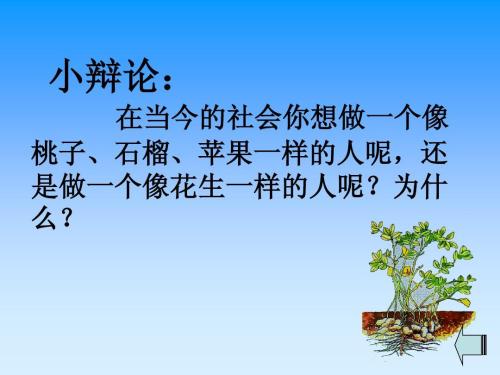 小辩论：
在当今的社会你想做一个像
桃子、石榴、苹果一样的人呢，还
是做一个像花生一样的人呢？为什
么？